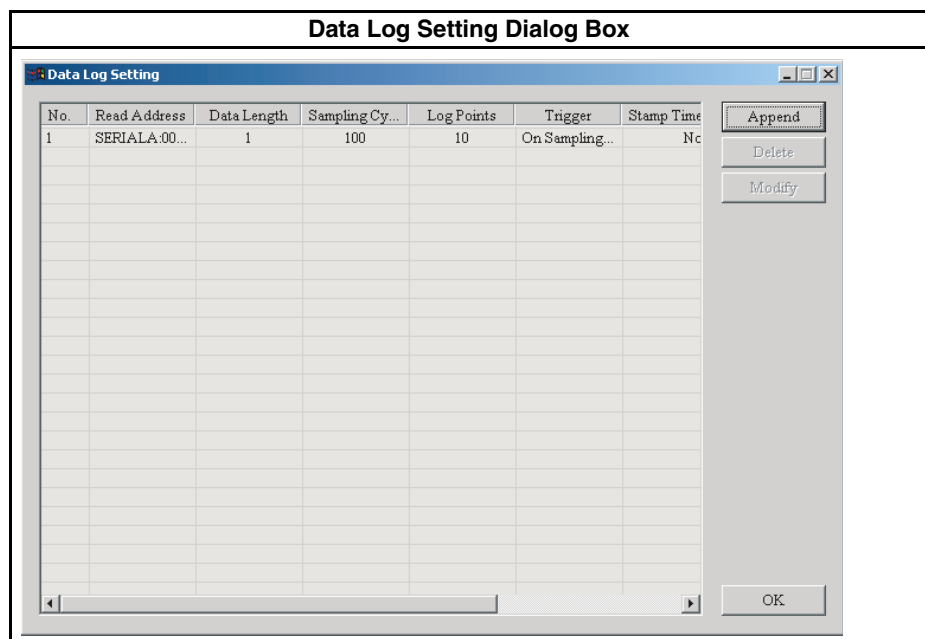 Data Log Setting Dialog Box
Data Log Setting
No. Read Address Data Length Sampling Cy... Log Points Trigger Stamp Time
1 SERIALA:00... 1 100 10 On Sampling... No
Append
Delete
Modify
OK